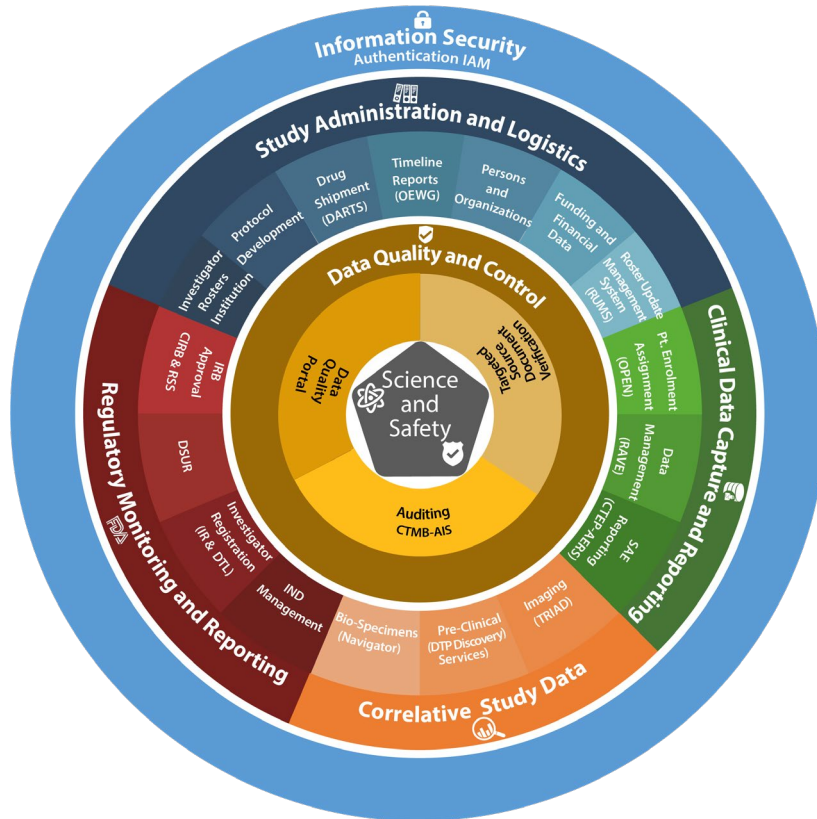 Information Security
Authentication IAM
Study Administration and Logistics
Investigator
Rosters
Institution
Protocol
Development
Drug
Shipment
(DARTS)
Timeline
Reports
(OEWG)
Persons
and
Organizations
Funding and
Financial
Data
Roster Update
Management
System
(RUMS)
Clinical Data Capture and Reporting
Pt. Enrolment
Assignment
(OPEN)
Data
Management
(RAVE)
SAE
Reporting
(CTEP-AERS)
Correlative Study Data
Imaging
(TRIAD)
Pre-Clinical
(DTP Discovery)
Services)
Bio-Specimens
(Navigator)
Regulatory Monitoring and Reporting
FDA
IND
Management
Investigator
Registration
(IR & DTL)
DSUR
IRB
Approval
CIRB & RSS
Data Quality and Control
Data
Quality
Portal
Targeted
Source
Document
Verification
Auditing
CTMB-AIS
Science
and
Safety